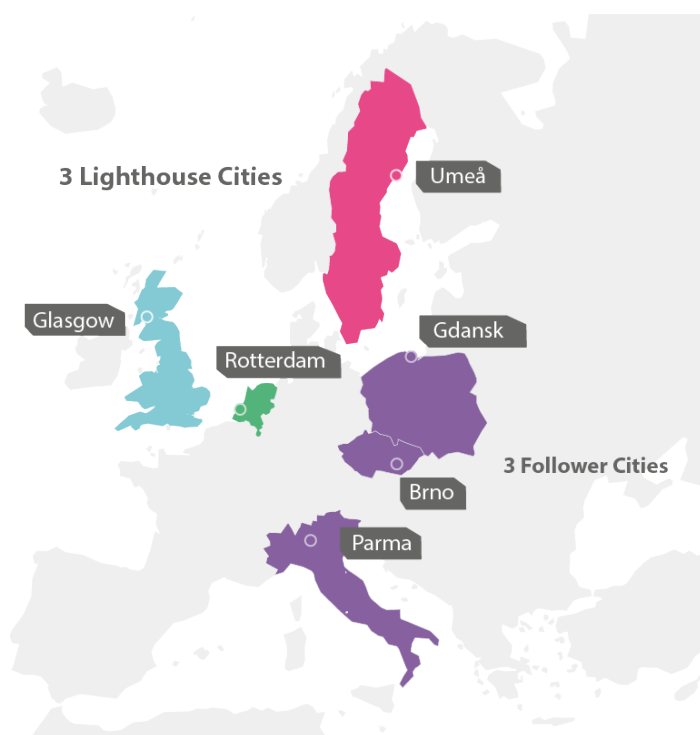 3 Lighthouse Cities
Umeå
Glasgow
Gdansk
Rotterdam
3 Follower Cities
Brno
Parma